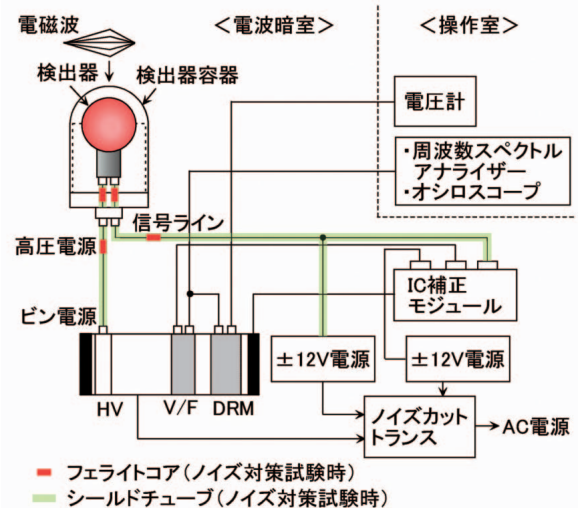 電磁波
＜電波暗室＞
＜操作室＞
検出器
検出器容器
電圧計
・周波数スペクトル
アナライザー
・オシロスコープ
信号ライン
高圧電源
IC補正
モジュール
ビン電源
±12V電源
±12V電源
HV
V/F
DRM
ノイズカット
トランス
AC電源
フェライトコア（ノイズ対策試験時）
シールドチューブ（ノイズ対策試験時）